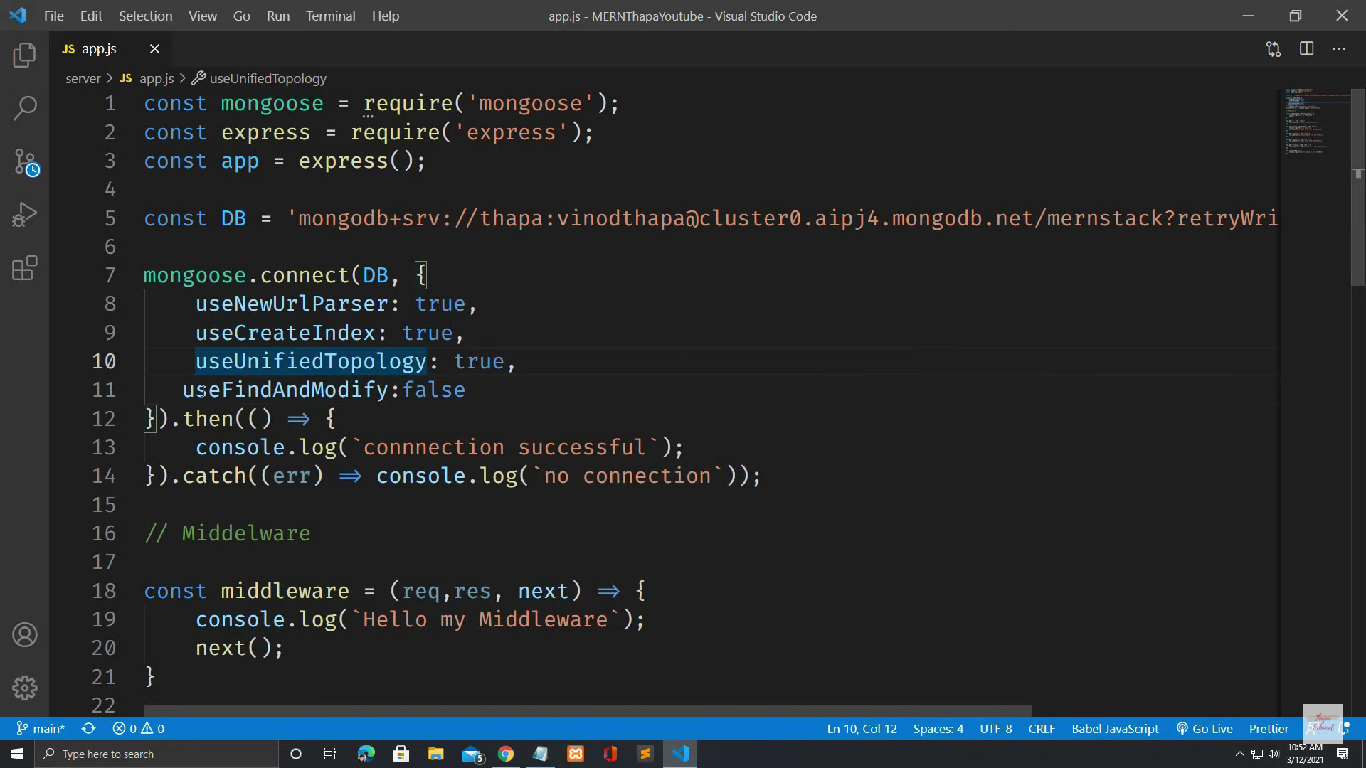 File Edit Selection View Go Run Terminal Help app.js - MERNThapaYoutube - Visual Studio Code
JS app.js
server > JS app.js > useUnifiedTopology
1 const mongoose = require('mongoose');
2 const express = require('express');
3 const app = express();
4
5 const DB = 'mongodb+srv://thapa:vinodthapa@cluster0.aipj4.mongodb.net/mernstack?retryWri
6
7 mongoose.connect(DB, {
8 useNewUrlParser: true,
9 useCreateIndex: true,
10 useUnifiedTopology: true,
11 useFindAndModify:false
12 }).then(() => {
13 console.log(`connnection successful`);
14 }).catch((err) => console.log(`no connection`));
15
16 // Middelware
17
18 const middleware = (req,res, next) => {
19 console.log(`Hello my Middleware`);
20 next();
21 }
22
main* 0 0 Ln 10, Col 12 Spaces: 4 UTF-8 CRLF Babel JavaScript Go Live Prettier
Type here to search 5
3/12/2021